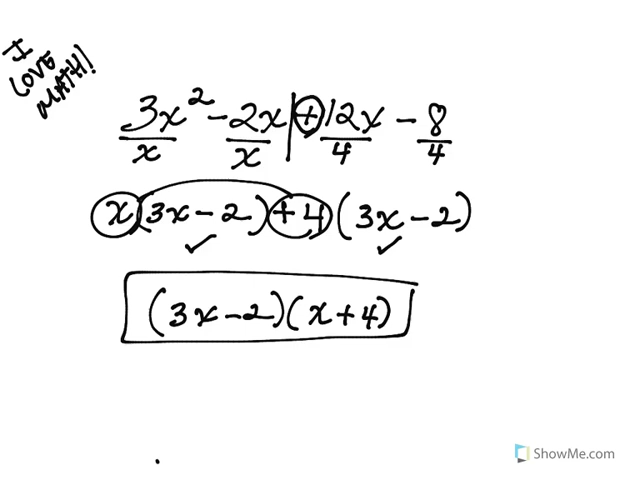 I
LOVE
MATH!
3x² - 2x | + 12x - 8
x x 4 4
x(3x - 2) + 4(3x - 2)
(3x - 2)(x + 4)
ShowMe.com